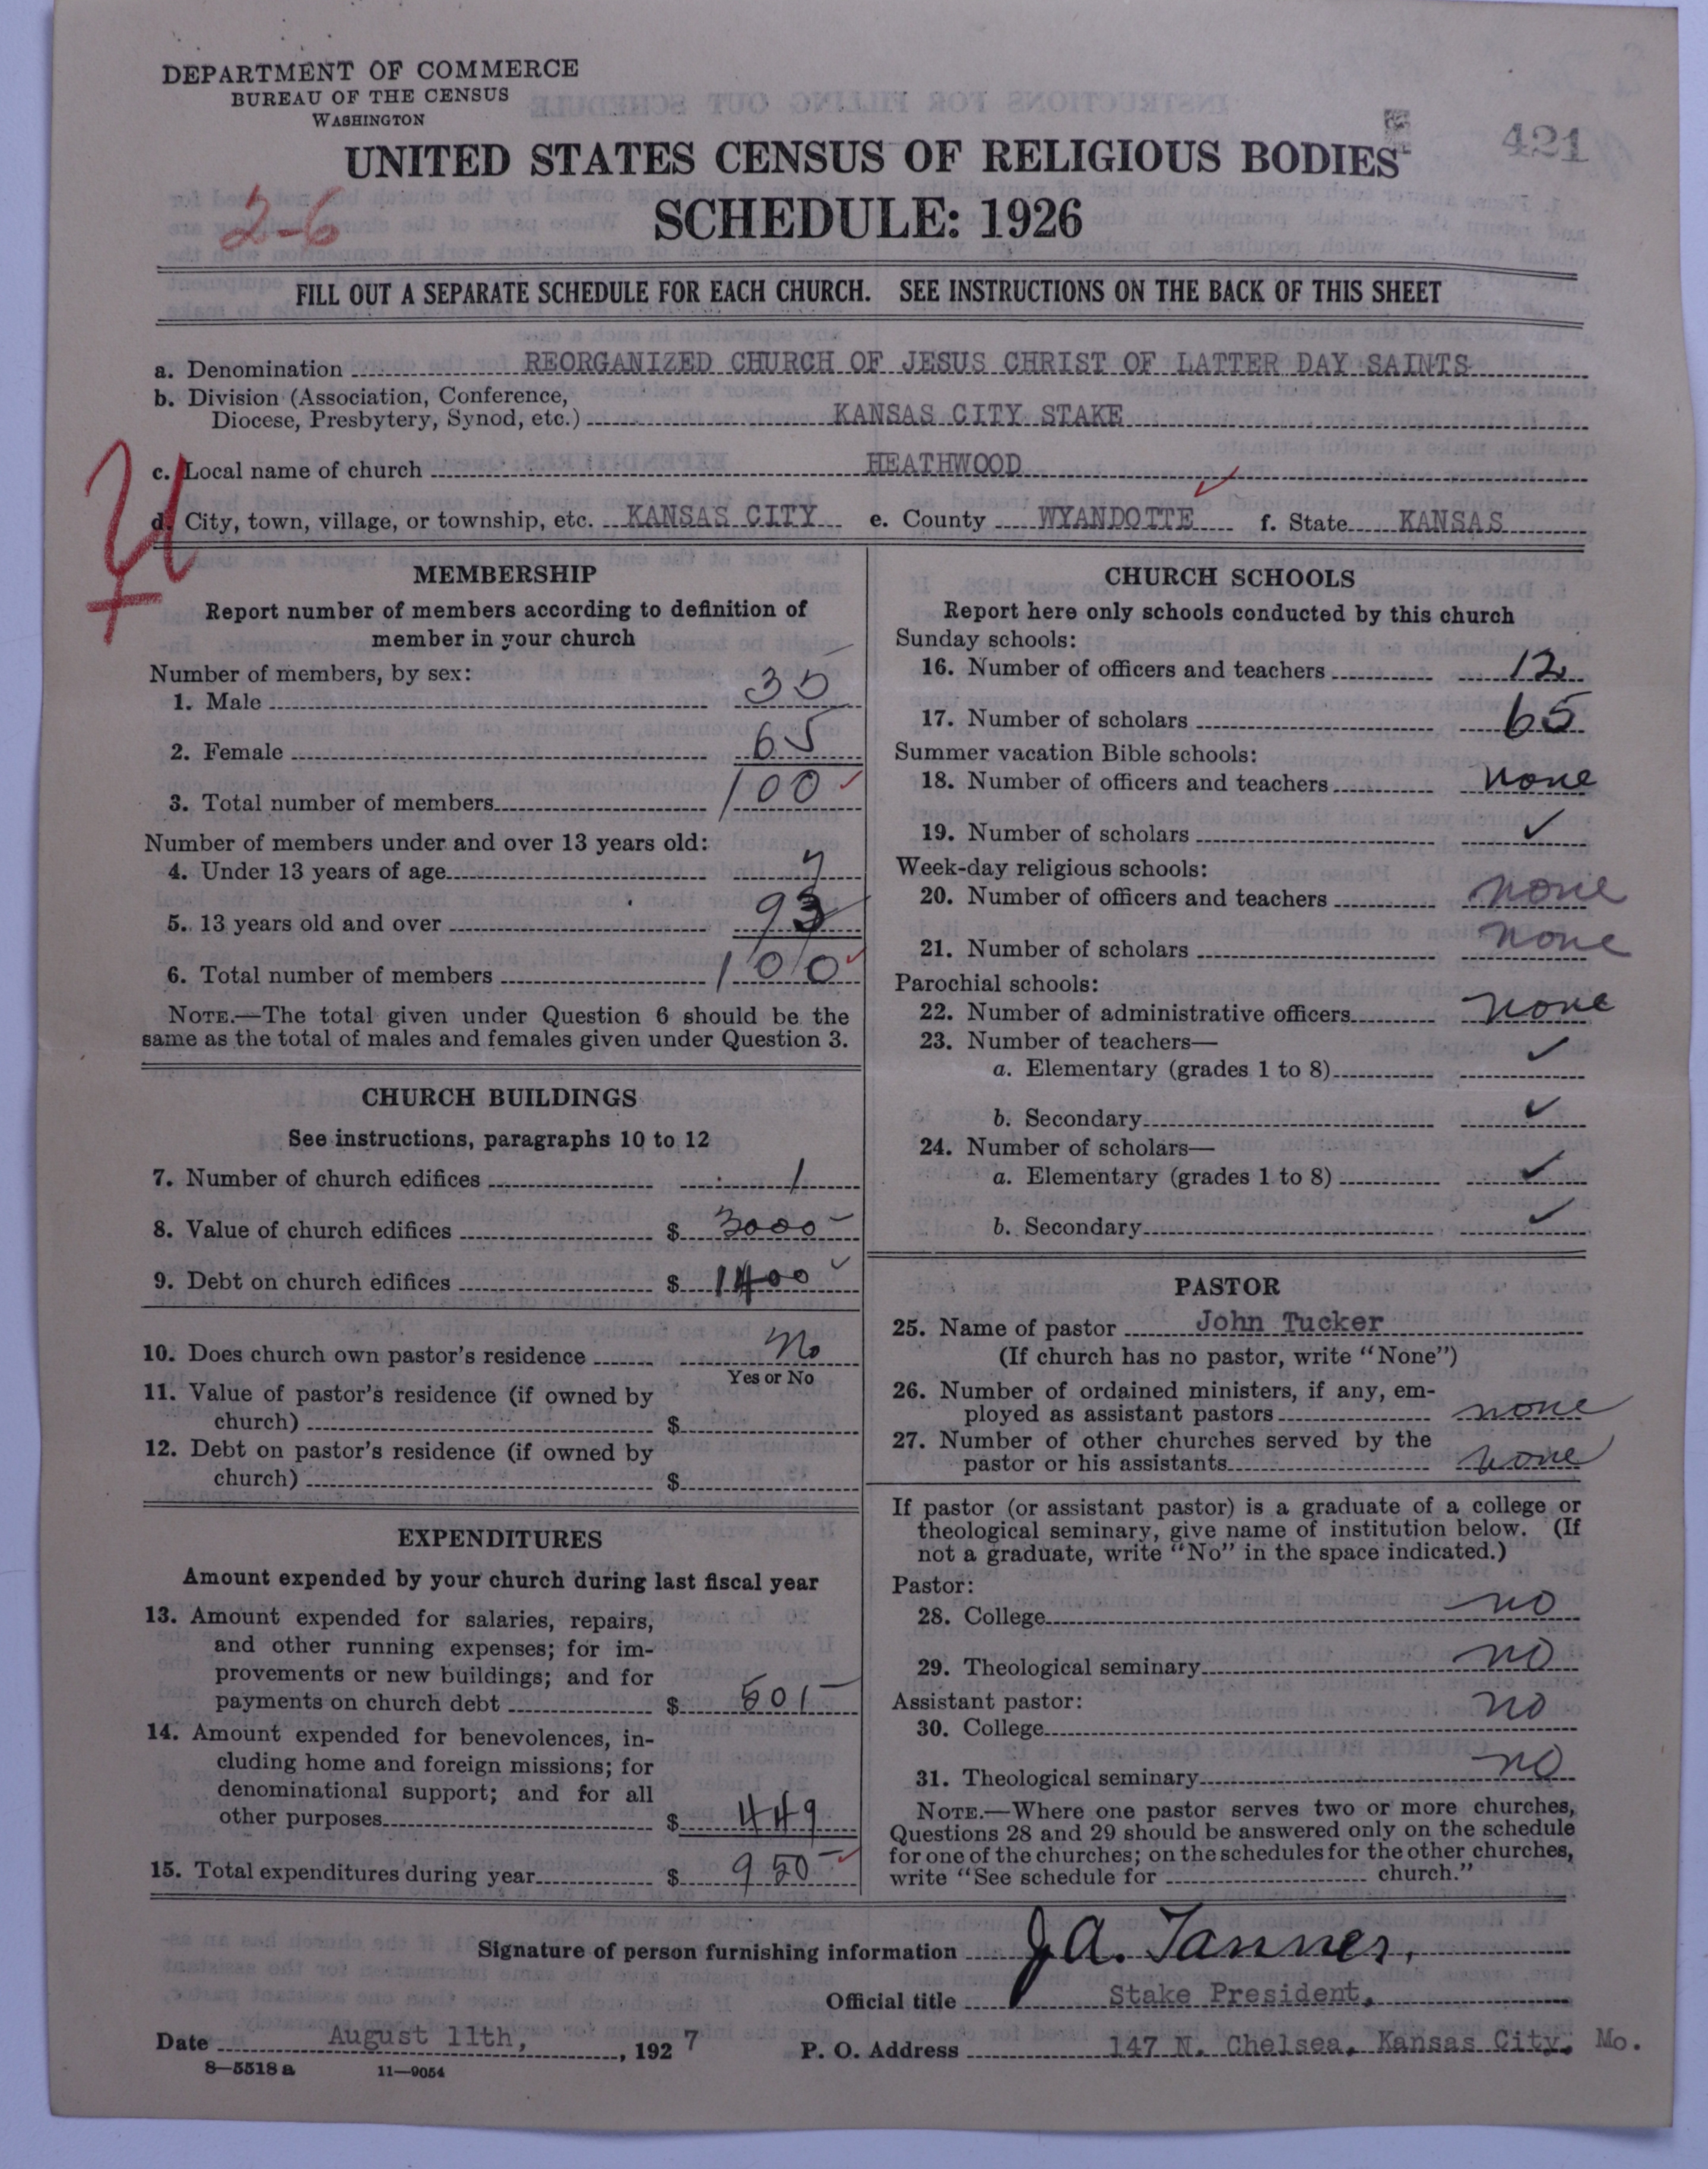 DEPARTMENT OF COMMERCE
BUREAU OF THE CENSUS
WASHINGTON
421
UNITED STATES CENSUS OF RELIGIOUS BODIES
2-6
SCHEDULE: 1926
FILL OUT A SEPARATE SCHEDULE FOR EACH CHURCH. SEE INSTRUCTIONS ON THE BACK OF THIS SHEET
a. Denomination REORGANIZED CHURCH OF JESUS CHRIST OF LATTER DAY SAINTS
b. Division (Association, Conference,
Diocese, Presbytery, Synod, etc.) KANSAS CITY STAKE
c. Local name of church HEATHWOOD
d. City, town, village, or township, etc. KANSAS CITY e. County WYANDOTTE f. State KANSAS
MEMBERSHIP
Report number of members according to definition of
member in your church
Number of members, by sex:
1. Male 35
2. Female 65
3. Total number of members 100
Number of members under and over 13 years old:
4. Under 13 years of age 7
5. 13 years old and over 93
6. Total number of members 100
NOTE.—The total given under Question 6 should be the
same as the total of males and females given under Question 3.
CHURCH BUILDINGS
See instructions, paragraphs 10 to 12
7. Number of church edifices 1
8. Value of church edifices $ 3000
9. Debt on church edifices $ 1400
10. Does church own pastor's residence No
Yes or No
11. Value of pastor's residence (if owned by
church) $
12. Debt on pastor's residence (if owned by
church) $
EXPENDITURES
Amount expended by your church during last fiscal year
13. Amount expended for salaries, repairs,
and other running expenses; for im-
provements or new buildings; and for
payments on church debt $ 501
14. Amount expended for benevolences, in-
cluding home and foreign missions; for
denominational support; and for all
other purposes $ 449
15. Total expenditures during year $ 950
CHURCH SCHOOLS
Report here only schools conducted by this church
Sunday schools:
16. Number of officers and teachers 12
17. Number of scholars 65
Summer vacation Bible schools:
18. Number of officers and teachers none
19. Number of scholars ✓
Week-day religious schools:
20. Number of officers and teachers none
21. Number of scholars none
Parochial schools:
22. Number of administrative officers none
23. Number of teachers—
a. Elementary (grades 1 to 8) ✓
b. Secondary ✓
24. Number of scholars—
a. Elementary (grades 1 to 8) ✓
b. Secondary ✓
PASTOR
25. Name of pastor John Tucker
(If church has no pastor, write "None")
26. Number of ordained ministers, if any, em-
ployed as assistant pastors none
27. Number of other churches served by the
pastor or his assistants none
If pastor (or assistant pastor) is a graduate of a college or
theological seminary, give name of institution below. (If
not a graduate, write "No" in the space indicated.)
Pastor:
28. College no
29. Theological seminary no
Assistant pastor:
30. College no
31. Theological seminary no
NOTE.—Where one pastor serves two or more churches,
Questions 28 and 29 should be answered only on the schedule
for one of the churches; on the schedules for the other churches,
write "See schedule for church."
Signature of person furnishing information J.A. Tanner,
Official title Stake President,
Date August 11th, , 1927 P. O. Address 147 N. Chelsea, Kansas City, Mo.
8—5518 a 11—9054